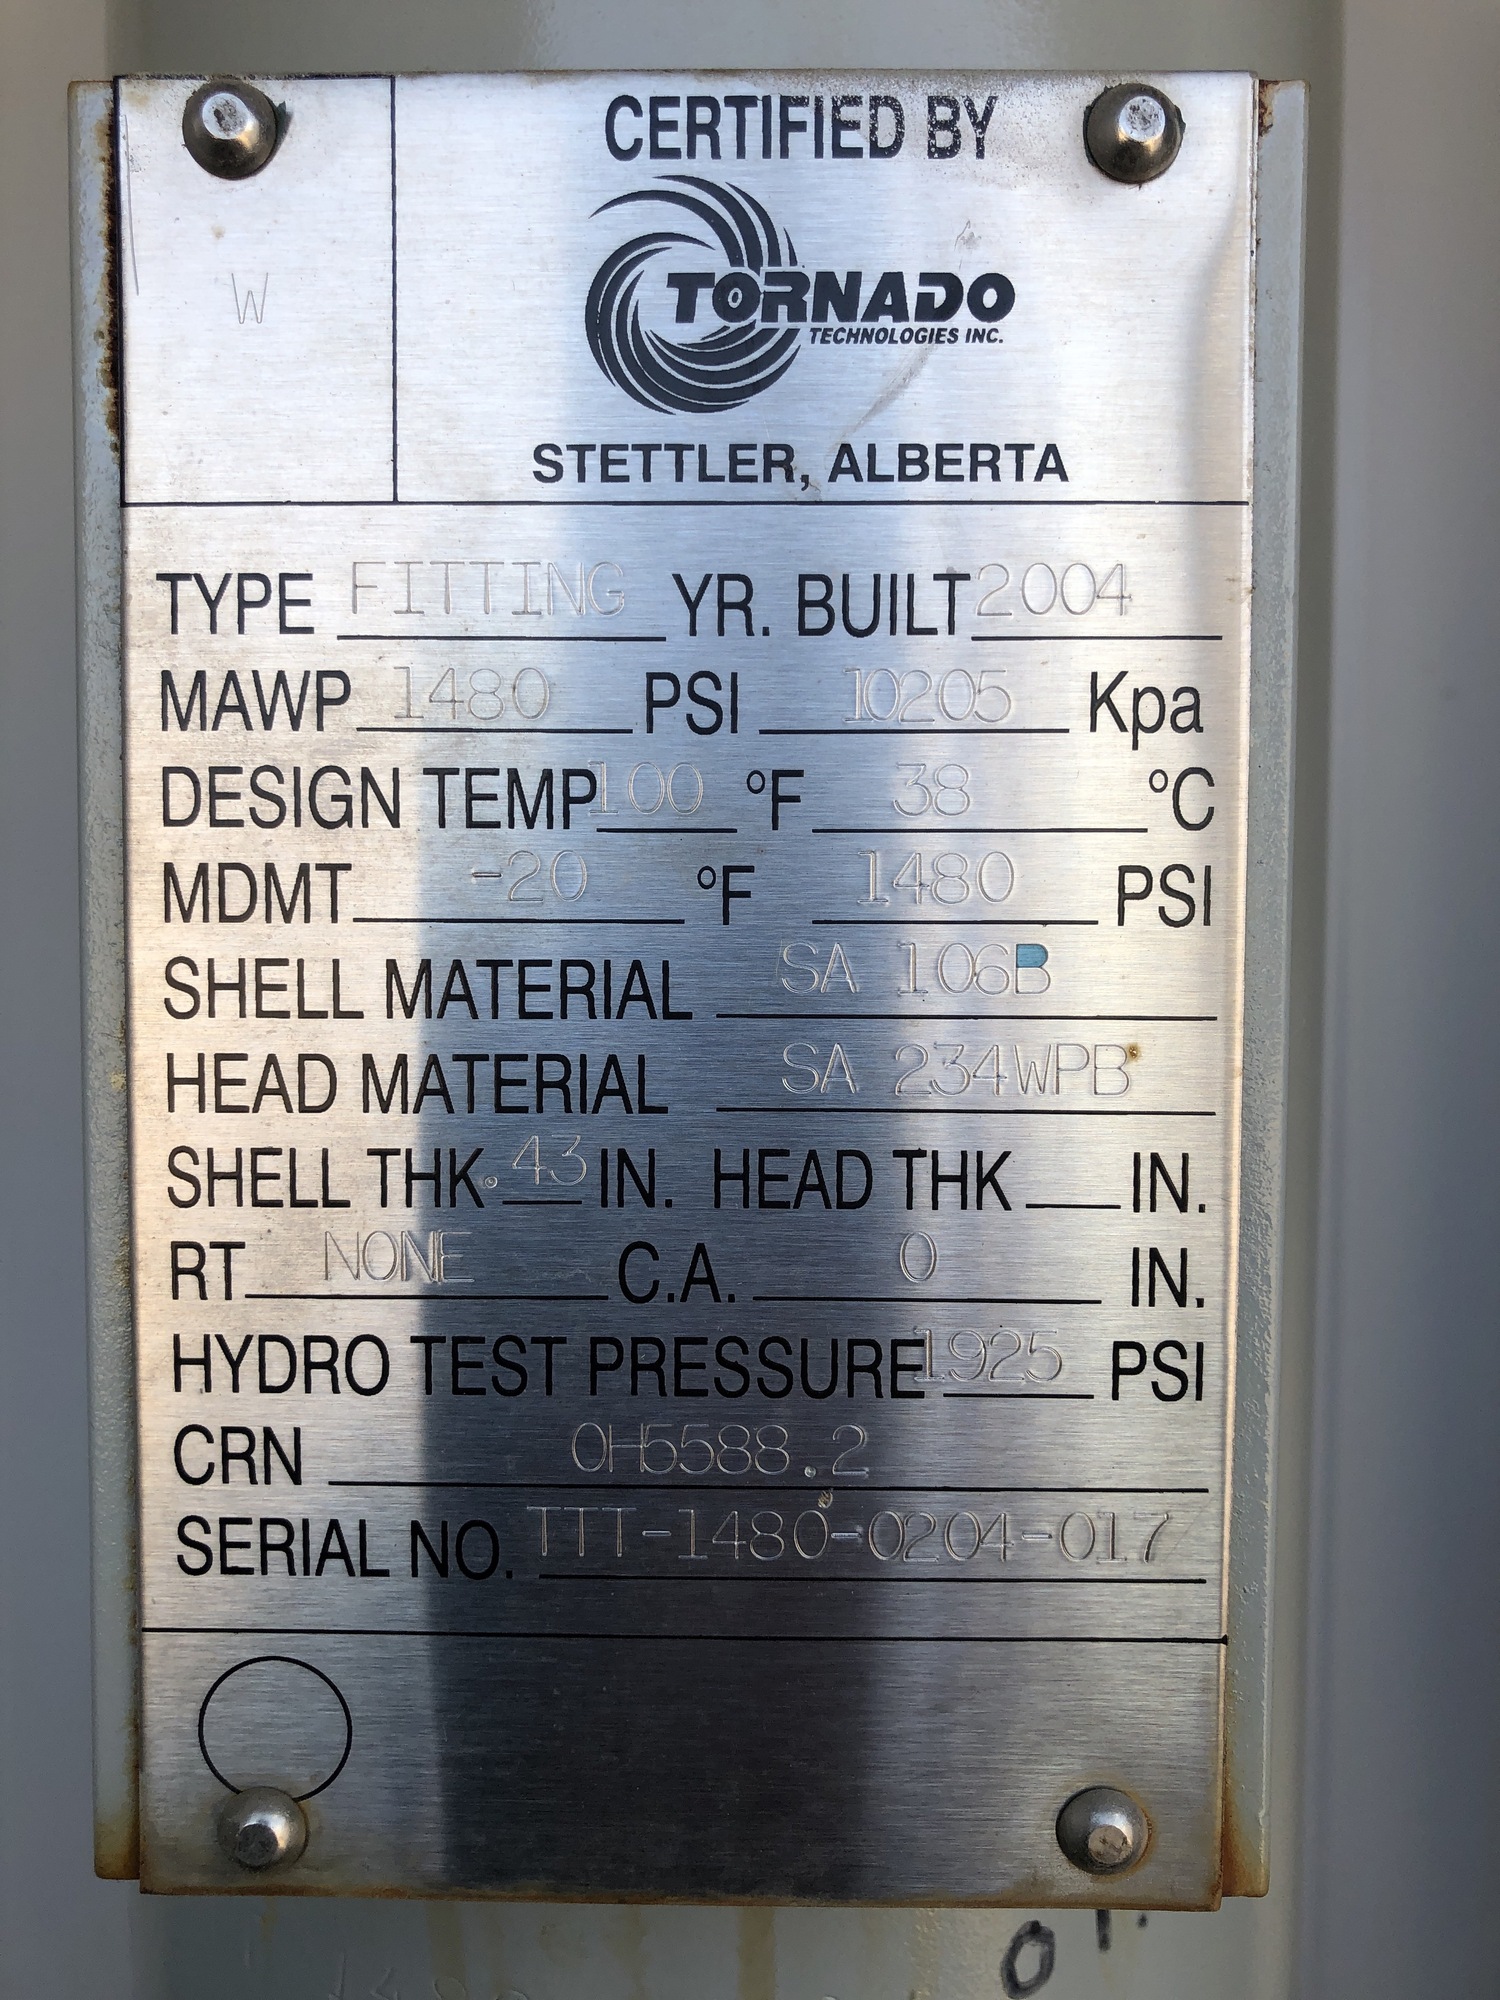 CERTIFIED BY
W
TORNADO
TECHNOLOGIES INC.
STETTLER, ALBERTA
TYPE FITTING YR. BUILT 2004
MAWP 1480 PSI 10205 Kpa
DESIGN TEMP 100 °F 38 °C
MDMT -20 °F 1480 PSI
SHELL MATERIAL SA 106B
HEAD MATERIAL SA 234WPB
SHELL THK .43 IN. HEAD THK IN.
RT NONE C.A. 0 IN.
HYDRO TEST PRESSURE 1925 PSI
CRN 0H5588.2
SERIAL NO. TTT-1480-0204-017